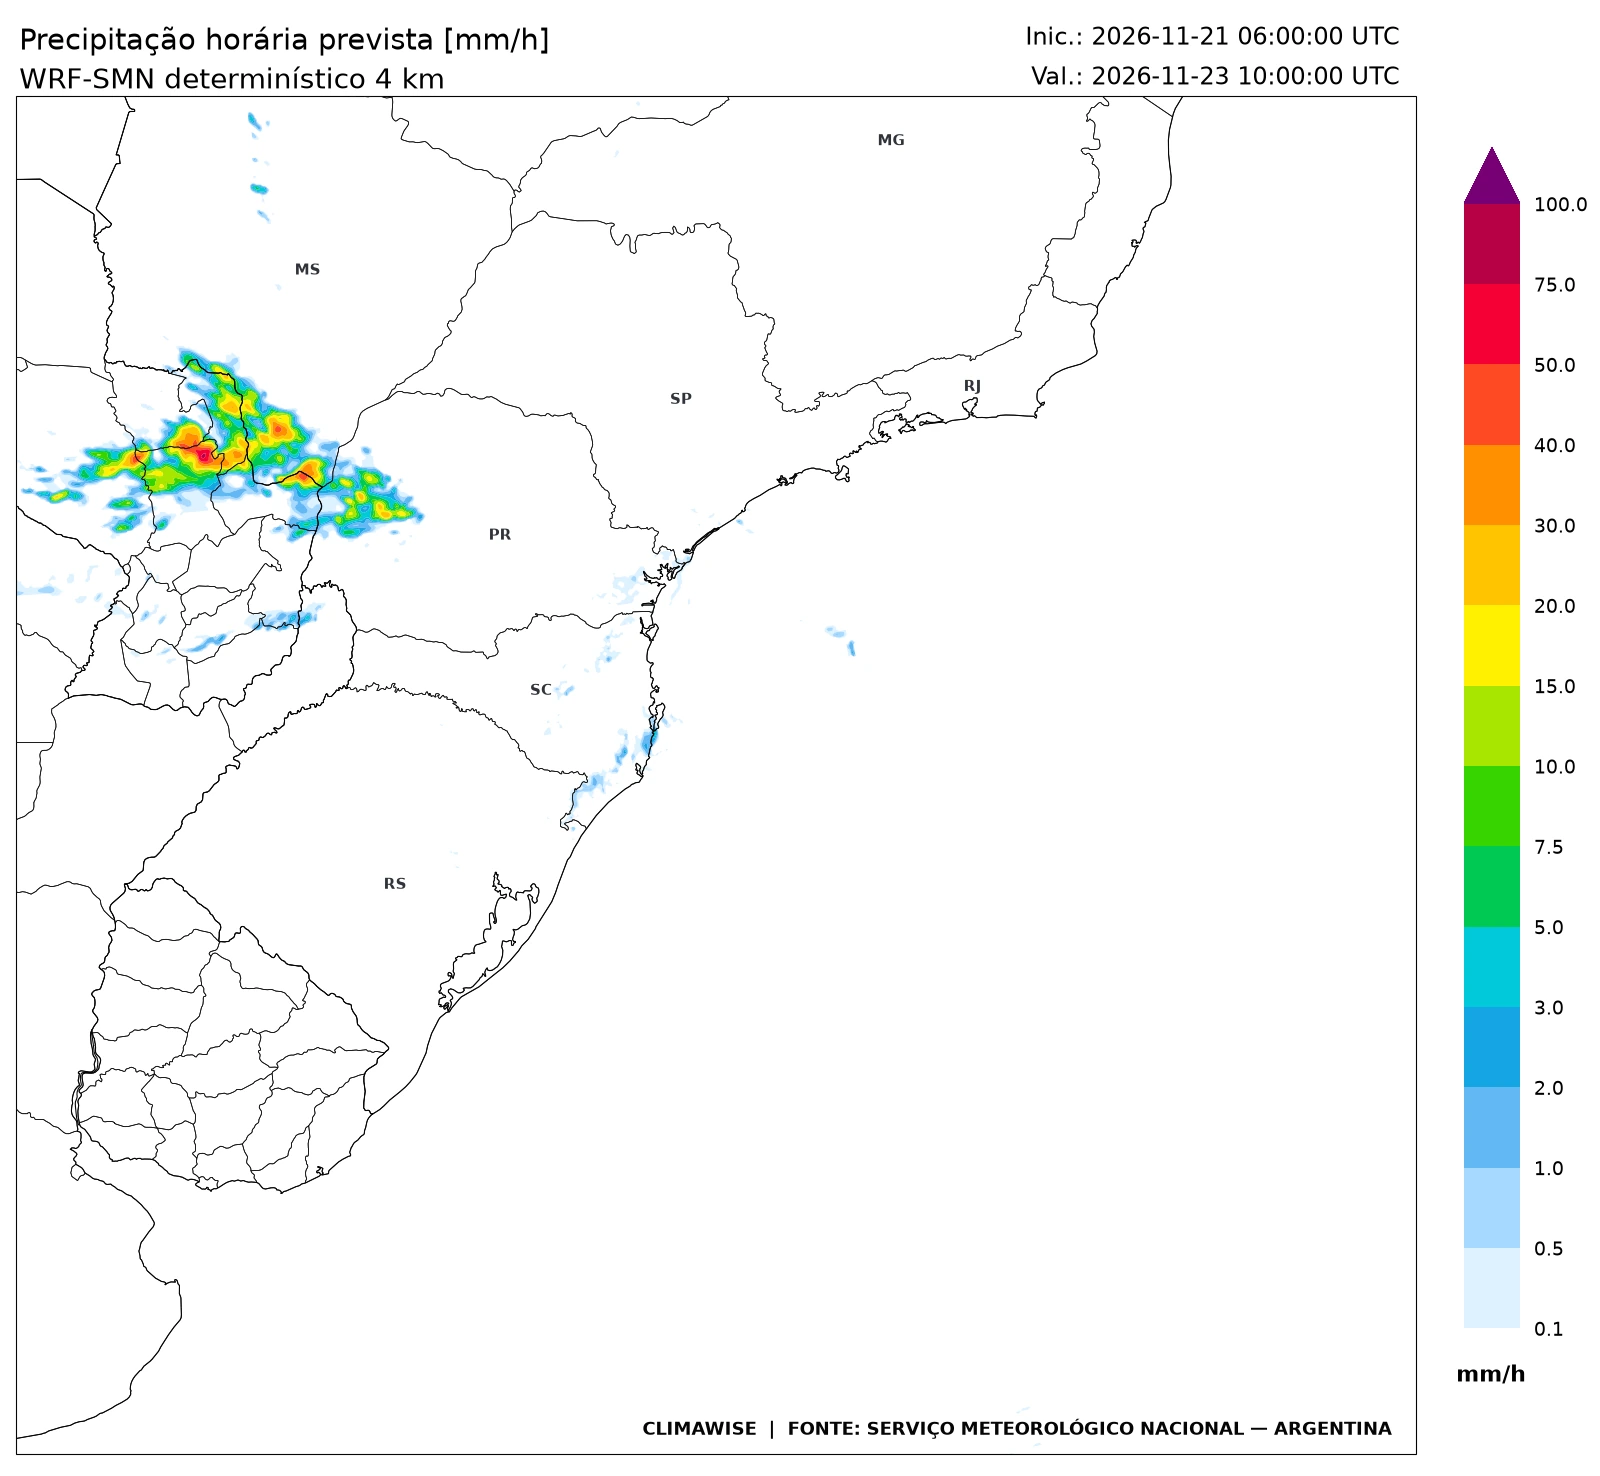 Precipitação horária prevista [mm/h]
WRF-SMN determinístico 4 km
Inic.: 2026-11-21 06:00:00 UTC
Val.: 2026-11-23 10:00:00 UTC
MG
MS
SP
RJ
PR
SC
RS
100.0
75.0
50.0
40.0
30.0
20.0
15.0
10.0
7.5
5.0
3.0
2.0
1.0
0.5
0.1
mm/h
CLIMAWISE | FONTE: SERVIÇO METEOROLÓGICO NACIONAL — ARGENTINA